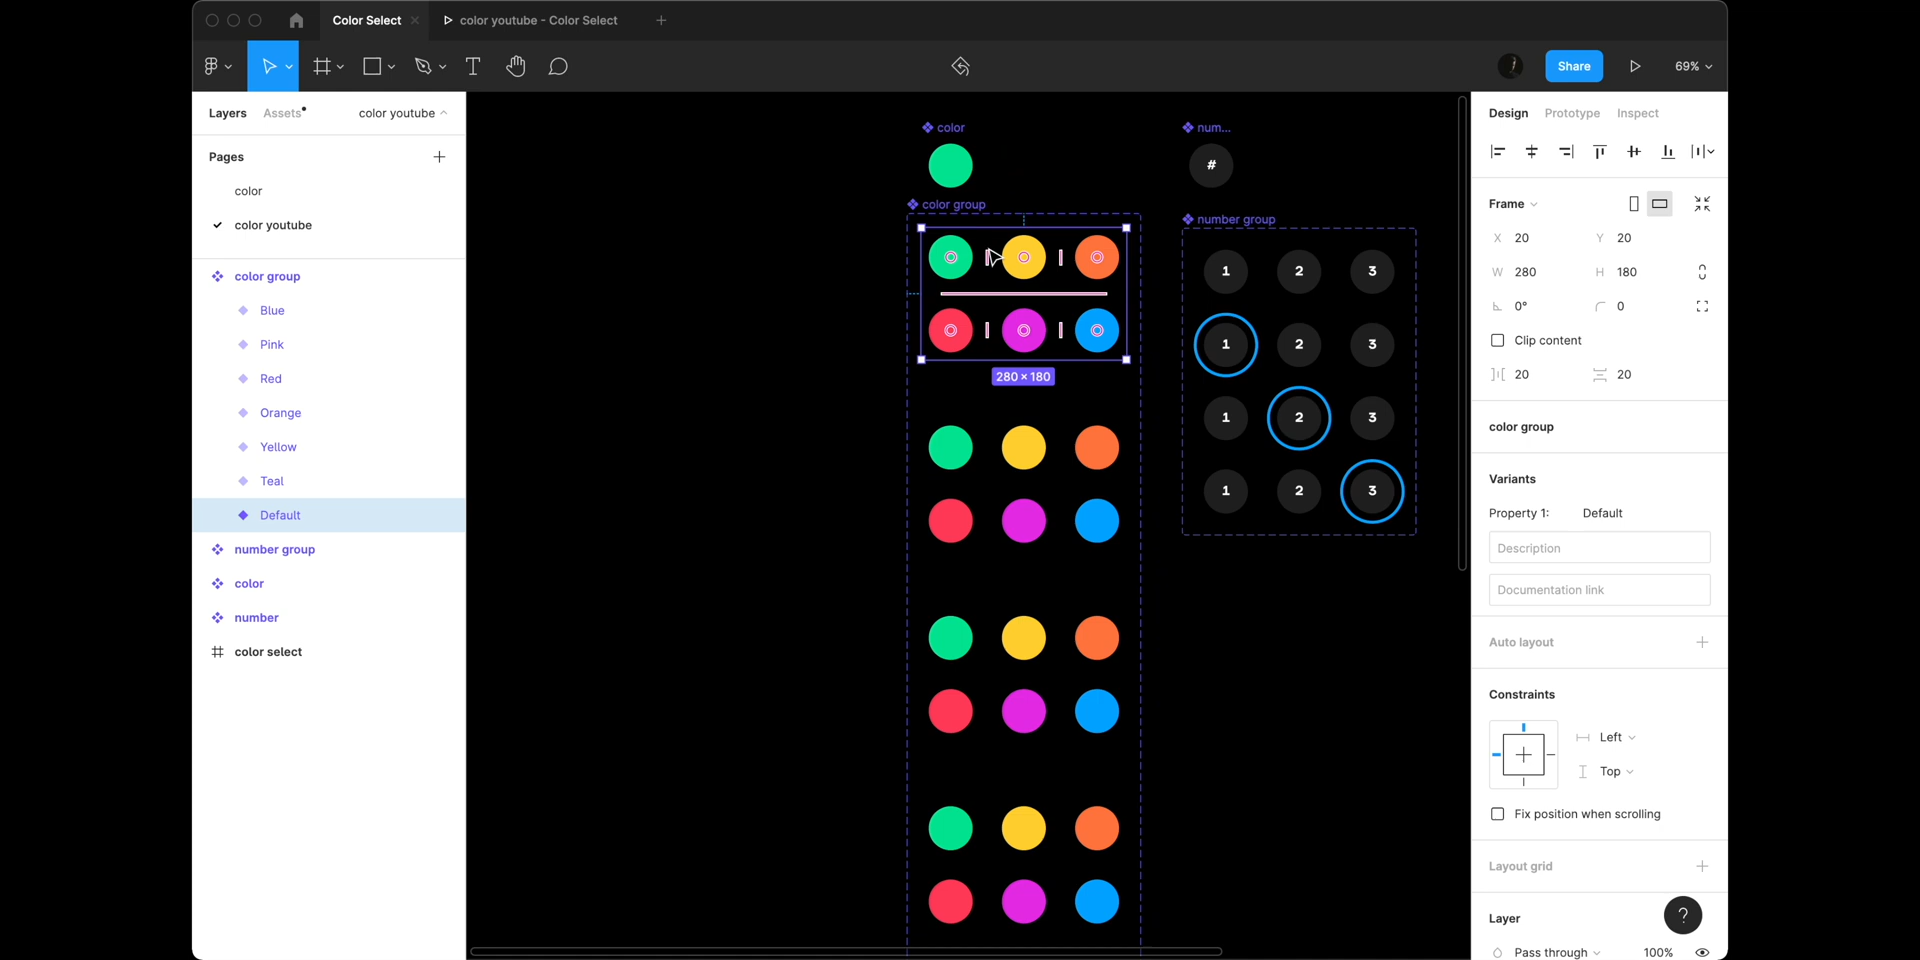 Color Select
color youtube - Color Select
Share
69%
Layers
Assets
color youtube
Pages
color
color youtube
color group
Blue
Pink
Red
Orange
Yellow
Teal
Default
number group
color
number
color select
color
num...
#
color group
280 × 180
number group
1 2 3
1 2 3
1 2 3
1 2 3
Design
Prototype
Inspect
Frame
X 20
Y 20
W 280
H 180
0°
0
Clip content
20
20
color group
Variants
Property 1:
Default
Description
Documentation link
Auto layout
Constraints
Left
Top
Fix position when scrolling
Layout grid
Layer
?
Pass through
100%